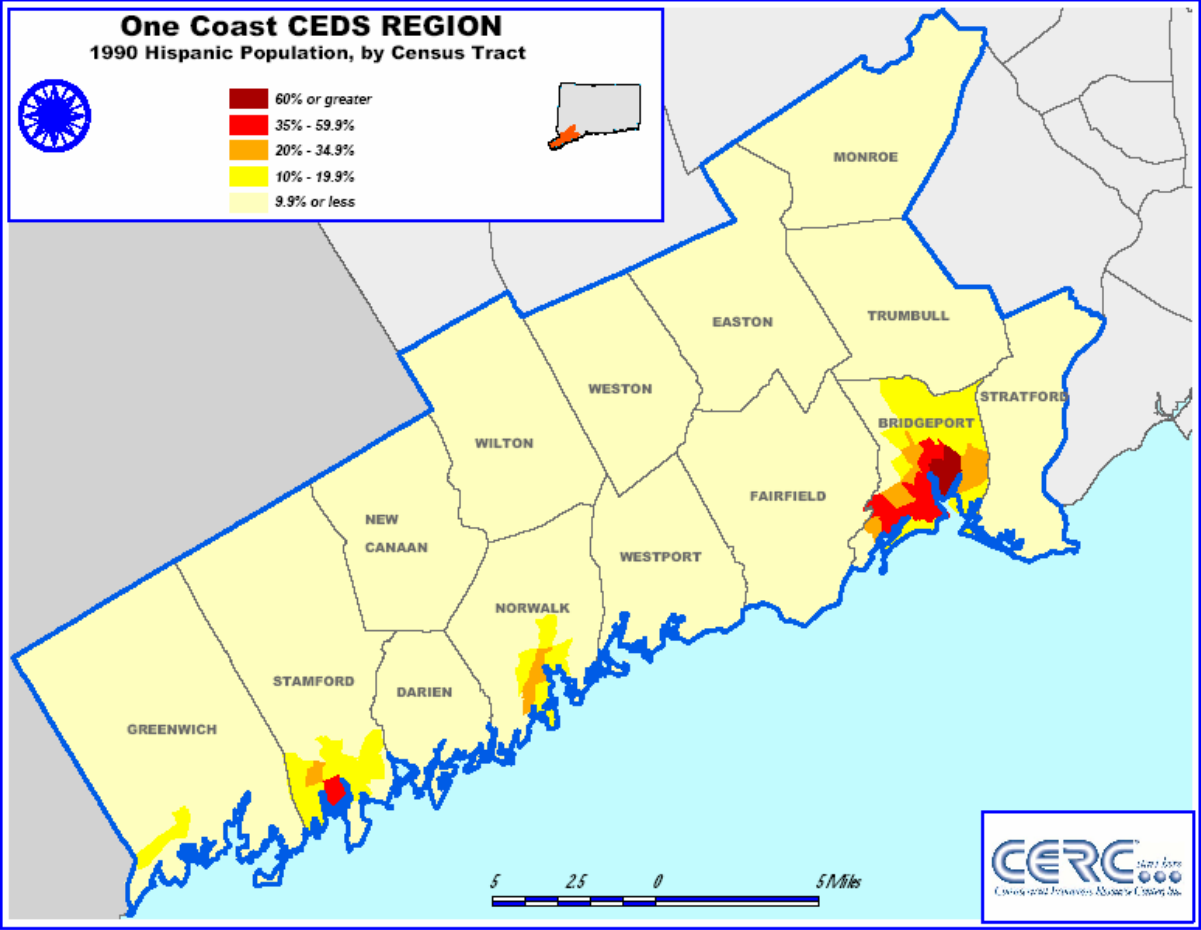 One Coast CEDS REGION
1990 Hispanic Population, by Census Tract
60% or greater
35% - 59.9%
20% - 34.9%
10% - 19.9%
9.9% or less
MONROE
TRUMBULL
EASTON
WESTON
STRATFORD
BRIDGEPORT
WILTON
FAIRFIELD
NEW
CANAAN
WESTPORT
NORWALK
STAMFORD
DARIEN
GREENWICH
5 2.5 0 5 Miles
CERC